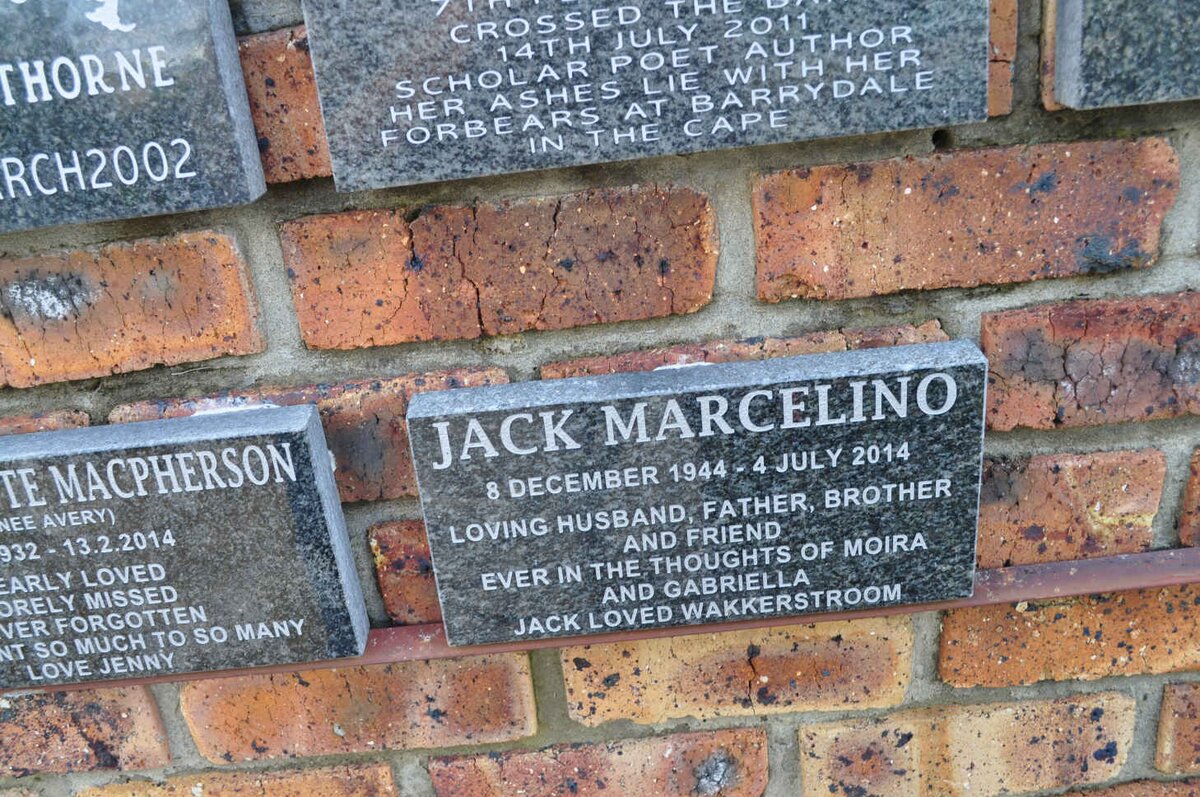 THORNE
ARCH2002
CROSSED THE
14TH JULY 2011
SCHOLAR POET AUTHOR
HER ASHES LIE WITH HER
FORBEARS AT BARRYDALE
IN THE CAPE
TE MACPHERSON
NEE AVERY)
1932 - 13.2.2014
EARLY LOVED
ORELY MISSED
VER FORGOTTEN
NT SO MUCH TO SO MANY
LOVE JENNY
JACK MARCELINO
8 DECEMBER 1944 - 4 JULY 2014
LOVING HUSBAND, FATHER, BROTHER
AND FRIEND
EVER IN THE THOUGHTS OF MOIRA
AND GABRIELLA
JACK LOVED WAKKERSTROOM